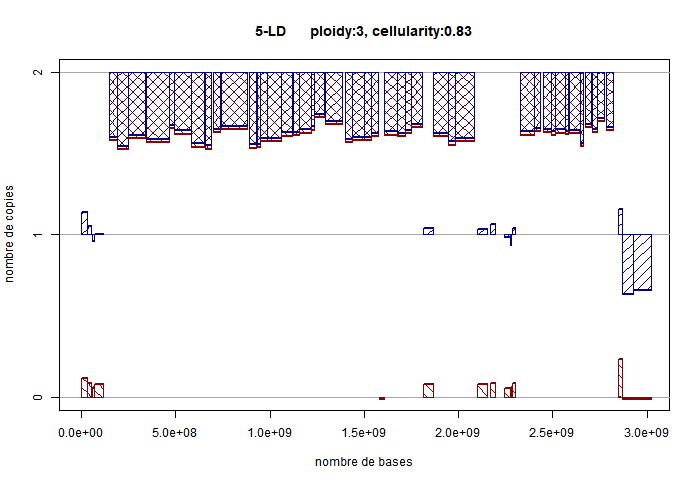 5-LD ploidy:3, cellularity:0.83
2
1
0
nombre de copies
0.0e+00 5.0e+08 1.0e+09 1.5e+09 2.0e+09 2.5e+09 3.0e+09
nombre de bases